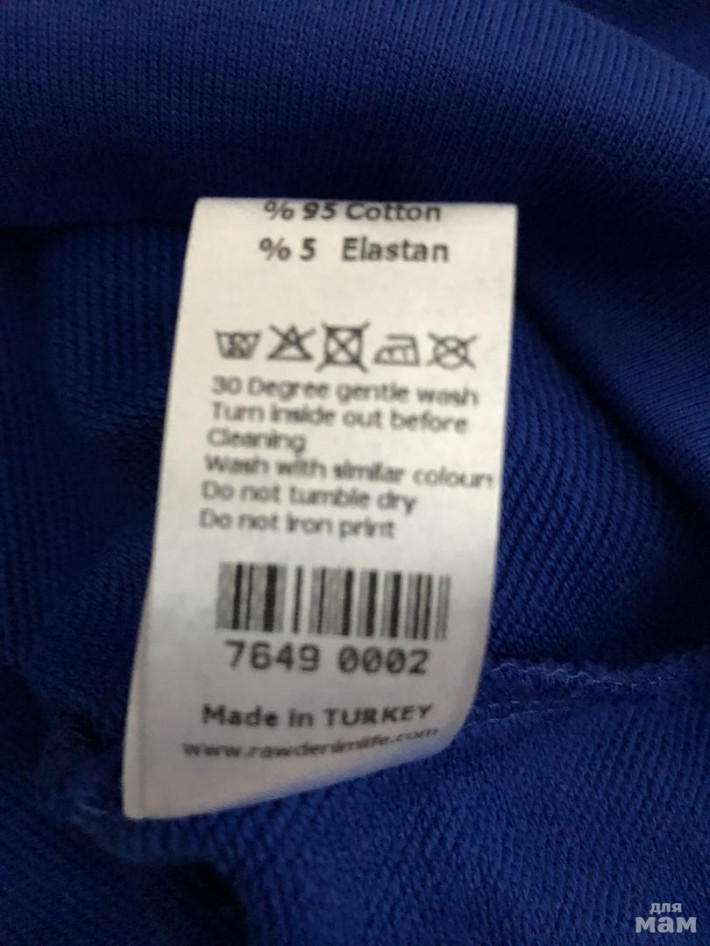 % 95 Cotton
% 5 Elastan
30 Degree gentle wash
Turn inside out before
Cleaning
Wash with similar colours
Do not tumble dry
Do not iron print
7649 0002
Made in TURKEY
www.rawdenimlife.com
для
мам